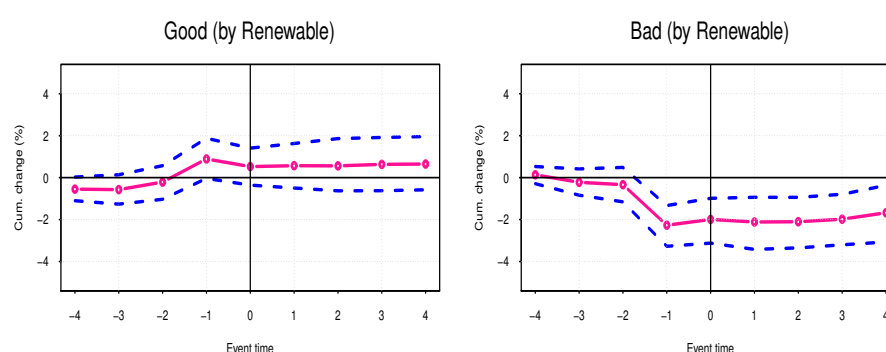 Good (by Renewable)
Cum. change (%)
4
2
0
−2
−4
−4 −3 −2 −1 0 1 2 3 4
Event time
Bad (by Renewable)
Cum. change (%)
4
2
0
−2
−4
−4 −3 −2 −1 0 1 2 3 4
Event time